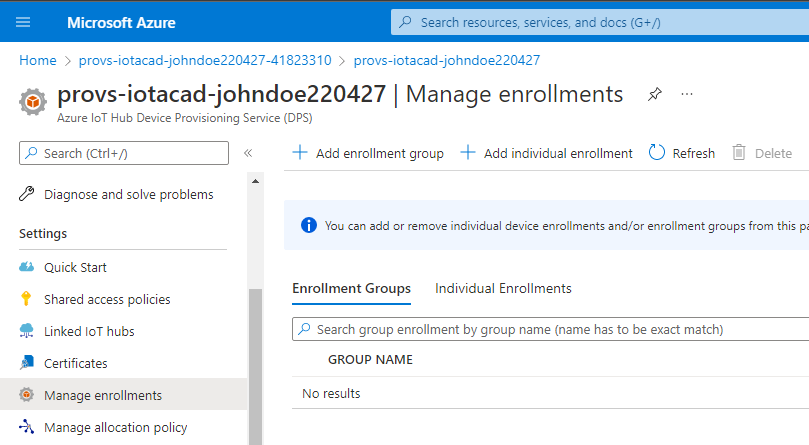 Microsoft Azure
Search resources, services, and docs (G+/)
Home > provs-iotacad-johndoe220427-41823310 > provs-iotacad-johndoe220427
provs-iotacad-johndoe220427 | Manage enrollments ...
Azure IoT Hub Device Provisioning Service (DPS)
Search (Ctrl+/) «
Add enrollment group Add individual enrollment Refresh Delete
Diagnose and solve problems
Settings
Quick Start
Shared access policies
Linked IoT hubs
Certificates
Manage enrollments
Manage allocation policy
You can add or remove individual device enrollments and/or enrollment groups from this pa
Enrollment Groups Individual Enrollments
Search group enrollment by group name (name has to be exact match)
GROUP NAME
No results